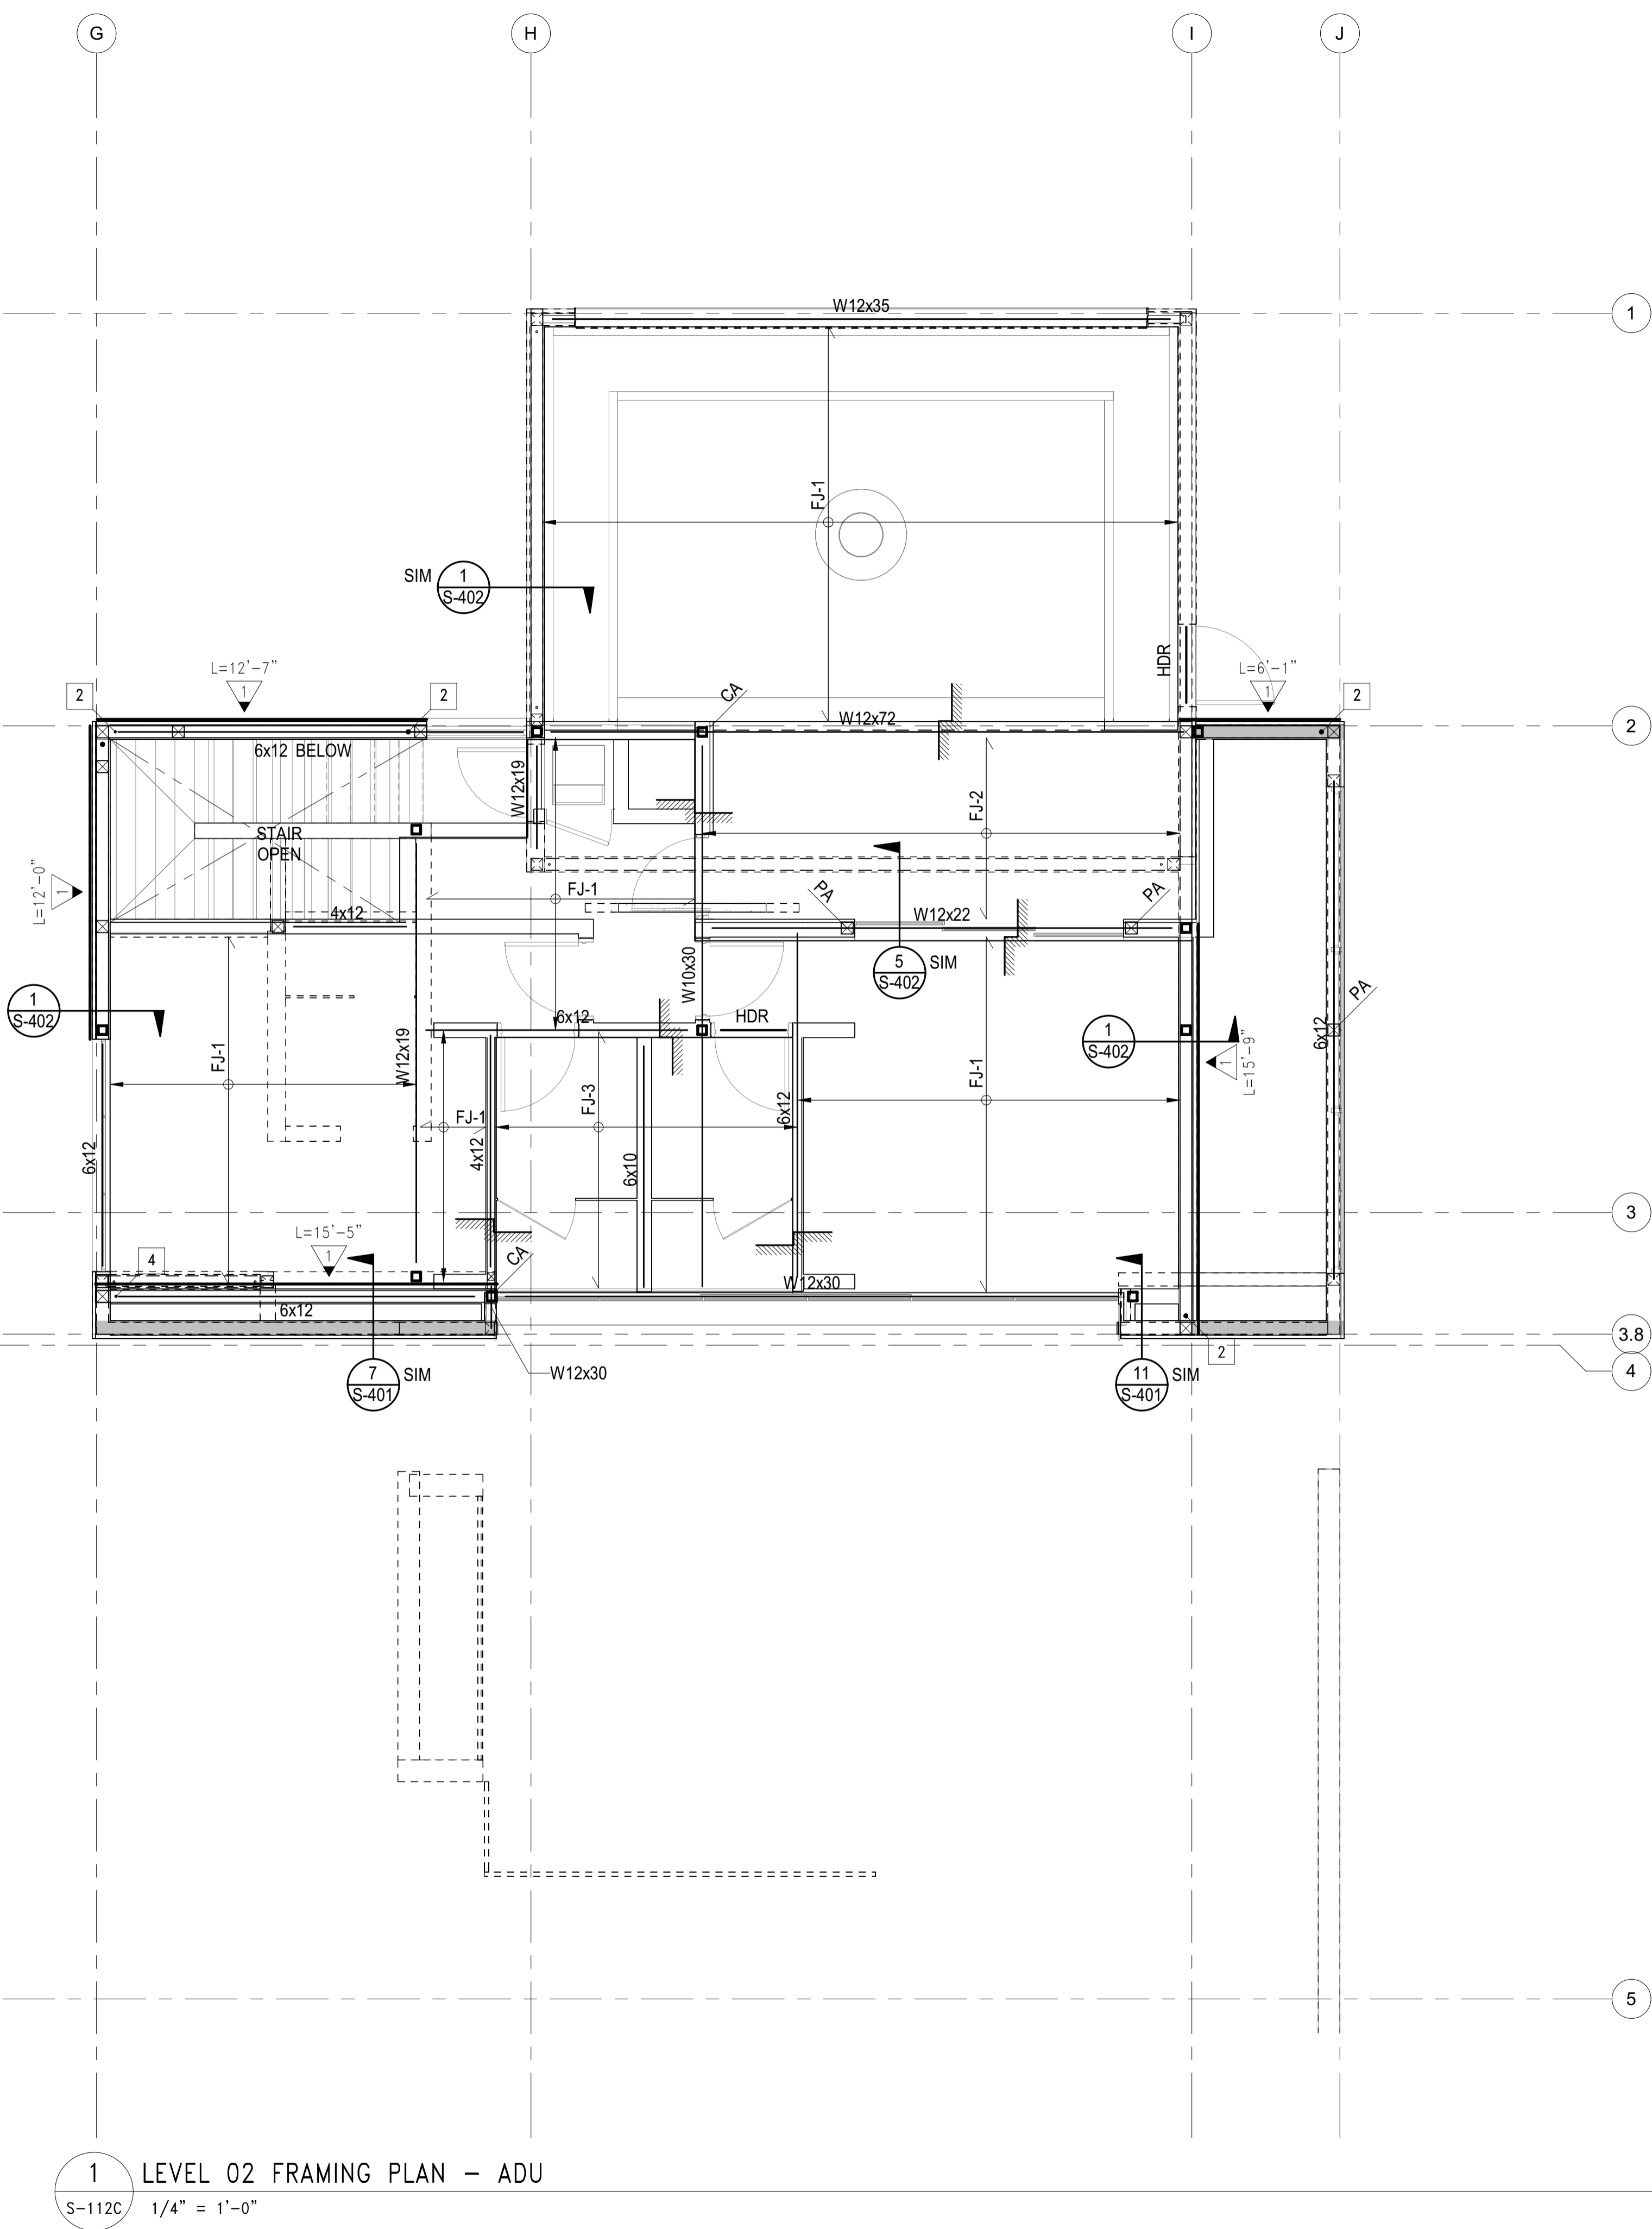 G
H
I
J
W12x35
1
FJ-1
SIM
1
S-402
HDR
L=12'-7"
1
L=6'-1"
1
2
2
CA
2
W12x72
2
6x12 BELOW
W12x19
FJ-2
STAIR
OPEN
L=12'-0"
1
FJ-1
PA
PA
4x12
W12x22
5
S-402
SIM
W10x30
PA
1
S-402
6x12
HDR
1
S-402
6x12
FJ-1
W12x19
FJ-3
FJ-1
L=15'-9"
1
6x12
FJ-1
4x12
6x10
6x12
3
L=15'-5"
1
4
CA
W12x30
6x12
3.8
2
4
7
S-401
SIM
W12x30
11
S-401
SIM
5
1
S-112C
LEVEL 02 FRAMING PLAN - ADU
1/4" = 1'-0"